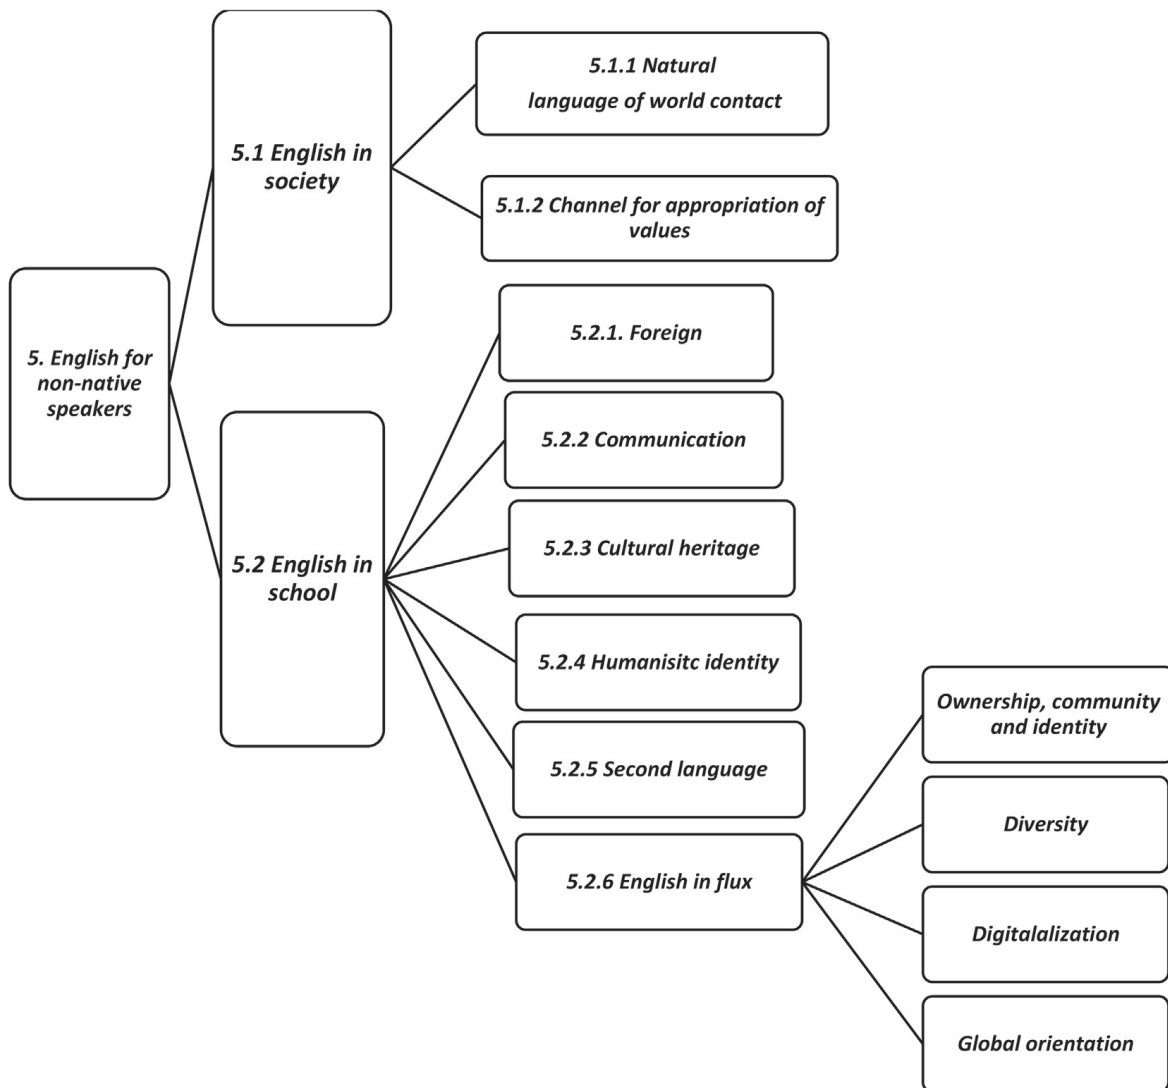 5. English for
non-native
speakers
5.1 English in
society
5.1.1 Natural
language of world contact
5.1.2 Channel for appropriation of
values
5.2 English in
school
5.2.1. Foreign
5.2.2 Communication
5.2.3 Cultural heritage
5.2.4 Humanisitc identity
5.2.5 Second language
5.2.6 English in flux
Ownership, community
and identity
Diversity
Digitalalization
Global orientation